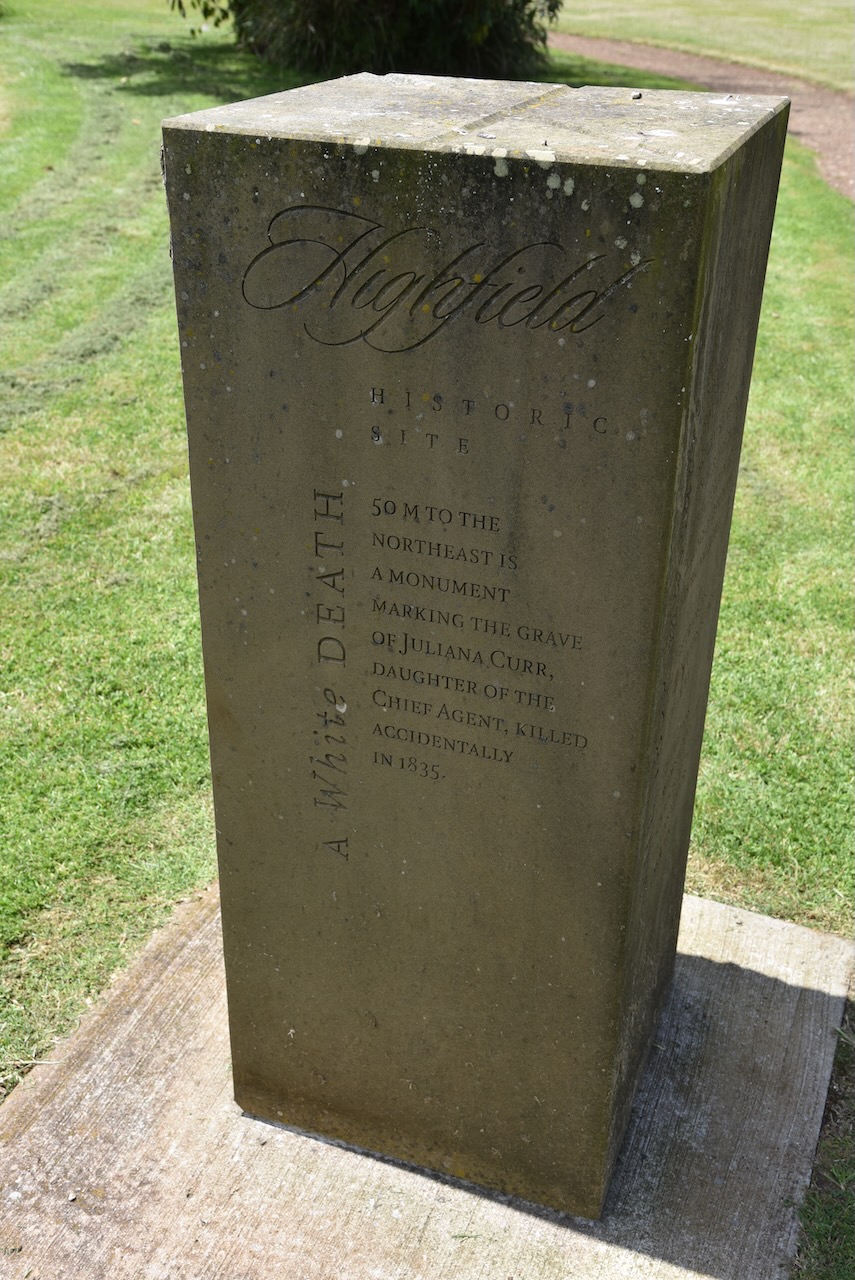 Highfield
HISTORIC
SITE
A White DEATH
50 M TO THE
NORTHEAST IS
A MONUMENT
MARKING THE GRAVE
OF JULIANA CURR,
DAUGHTER OF THE
CHIEF AGENT, KILLED
ACCIDENTALLY
IN 1835.